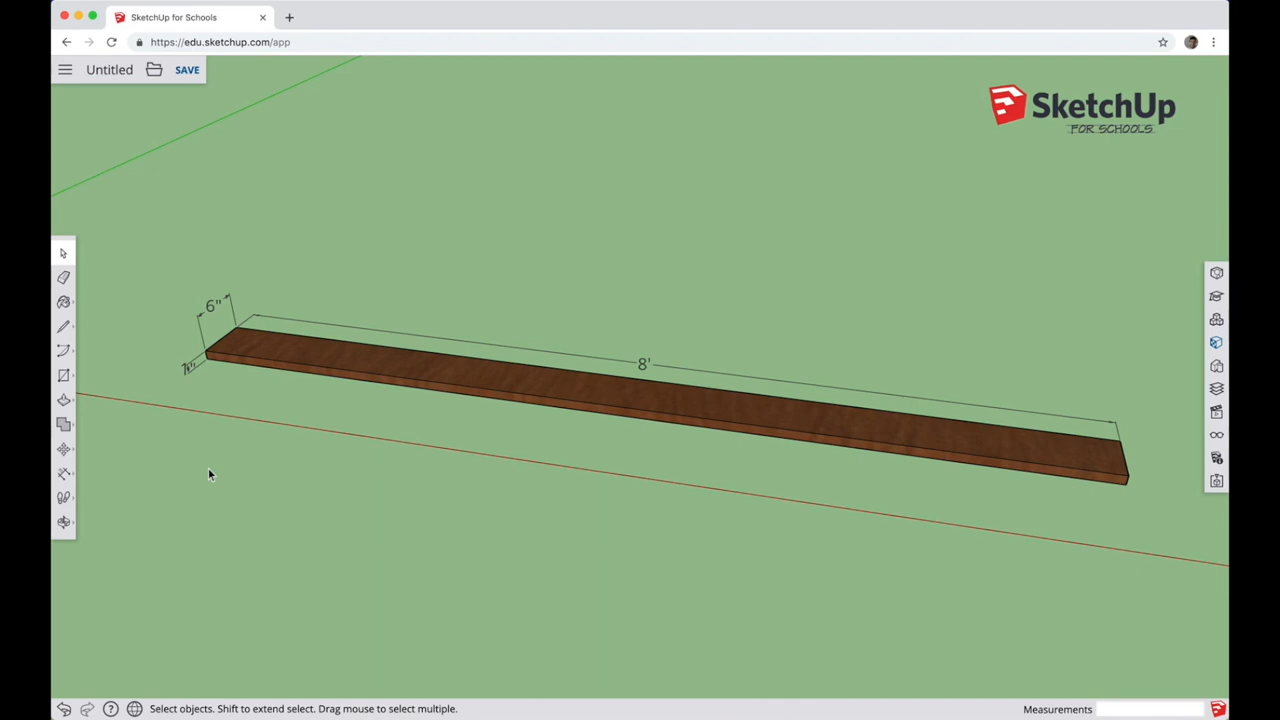 SketchUp for Schools
https://edu.sketchup.com/app
Untitled
SAVE
SketchUp
FOR SCHOOLS
6"
8'
Select objects. Shift to extend select. Drag mouse to select multiple.
Measurements